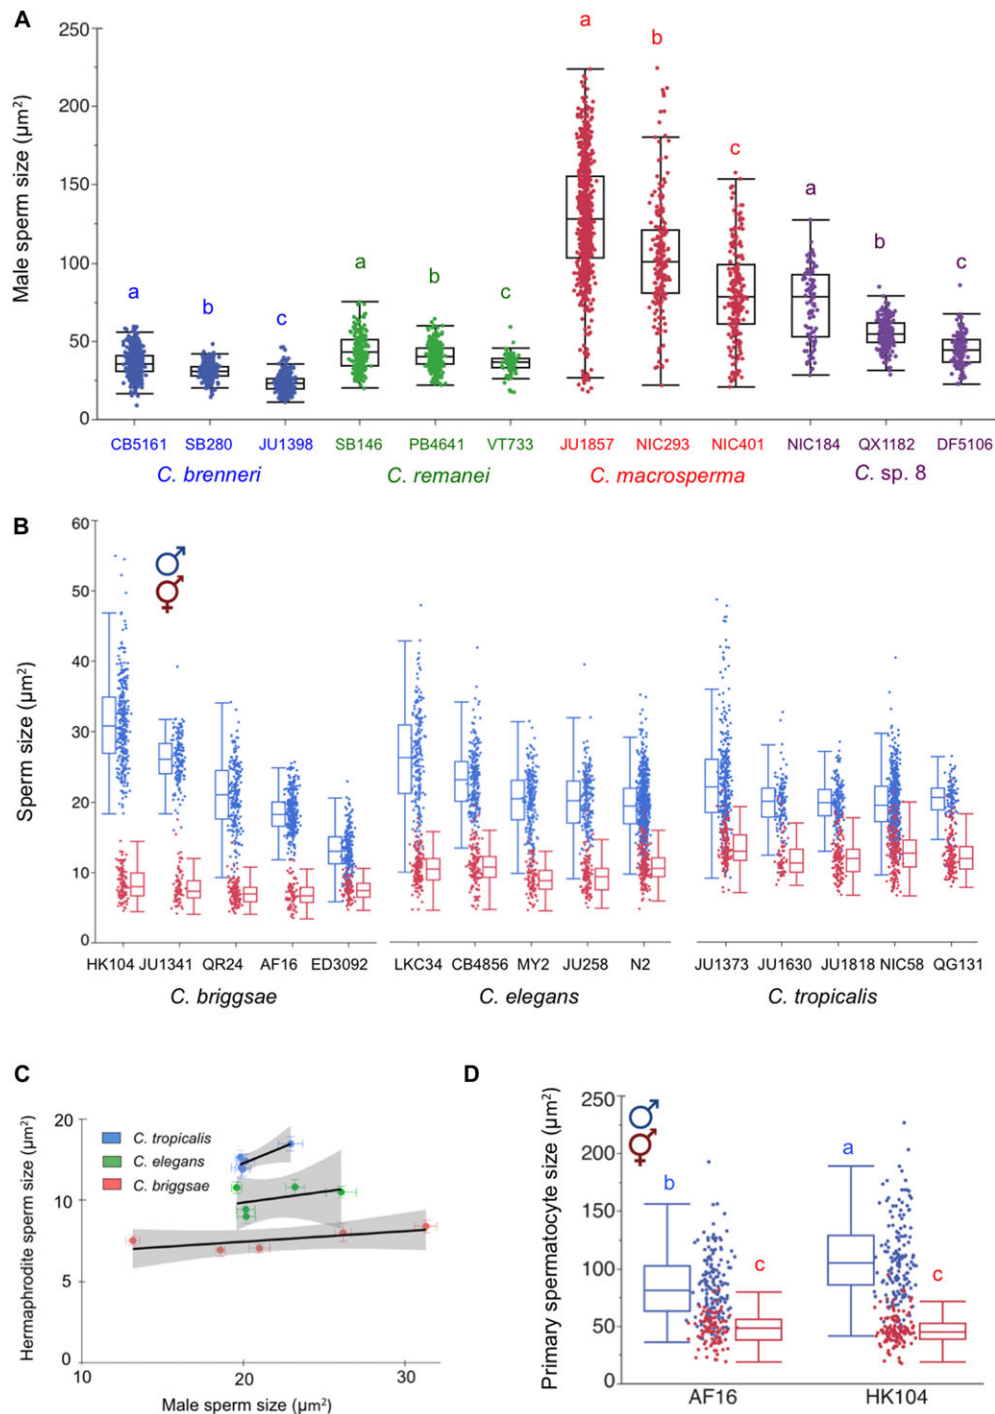 A
Male sperm size (µm²)
250
200
150
100
50
0
a
b
c
a
b
c
a
b
c
a
b
c
CB5161 SB280 JU1398 SB146 PB4641 VT733 JU1857 NIC293 NIC401 NIC184 QX1182 DF5106
C. brenneri C. remanei C. macrosperma C. sp. 8
B
Sperm size (µm²)
60
50
40
30
20
10
0
HK104 JU1341 QR24 AF16 ED3092 LKC34 CB4856 MY2 JU258 N2 JU1373 JU1630 JU1818 NIC58 QG131
C. briggsae C. elegans C. tropicalis
C
Hermaphrodite sperm size (µm²)
20
10
5
0
C. tropicalis
C. elegans
C. briggsae
10 20 30
Male sperm size (µm²)
D
Primary spermatocyte size (µm²)
250
200
150
100
50
0
b
c
a
c
AF16 HK104